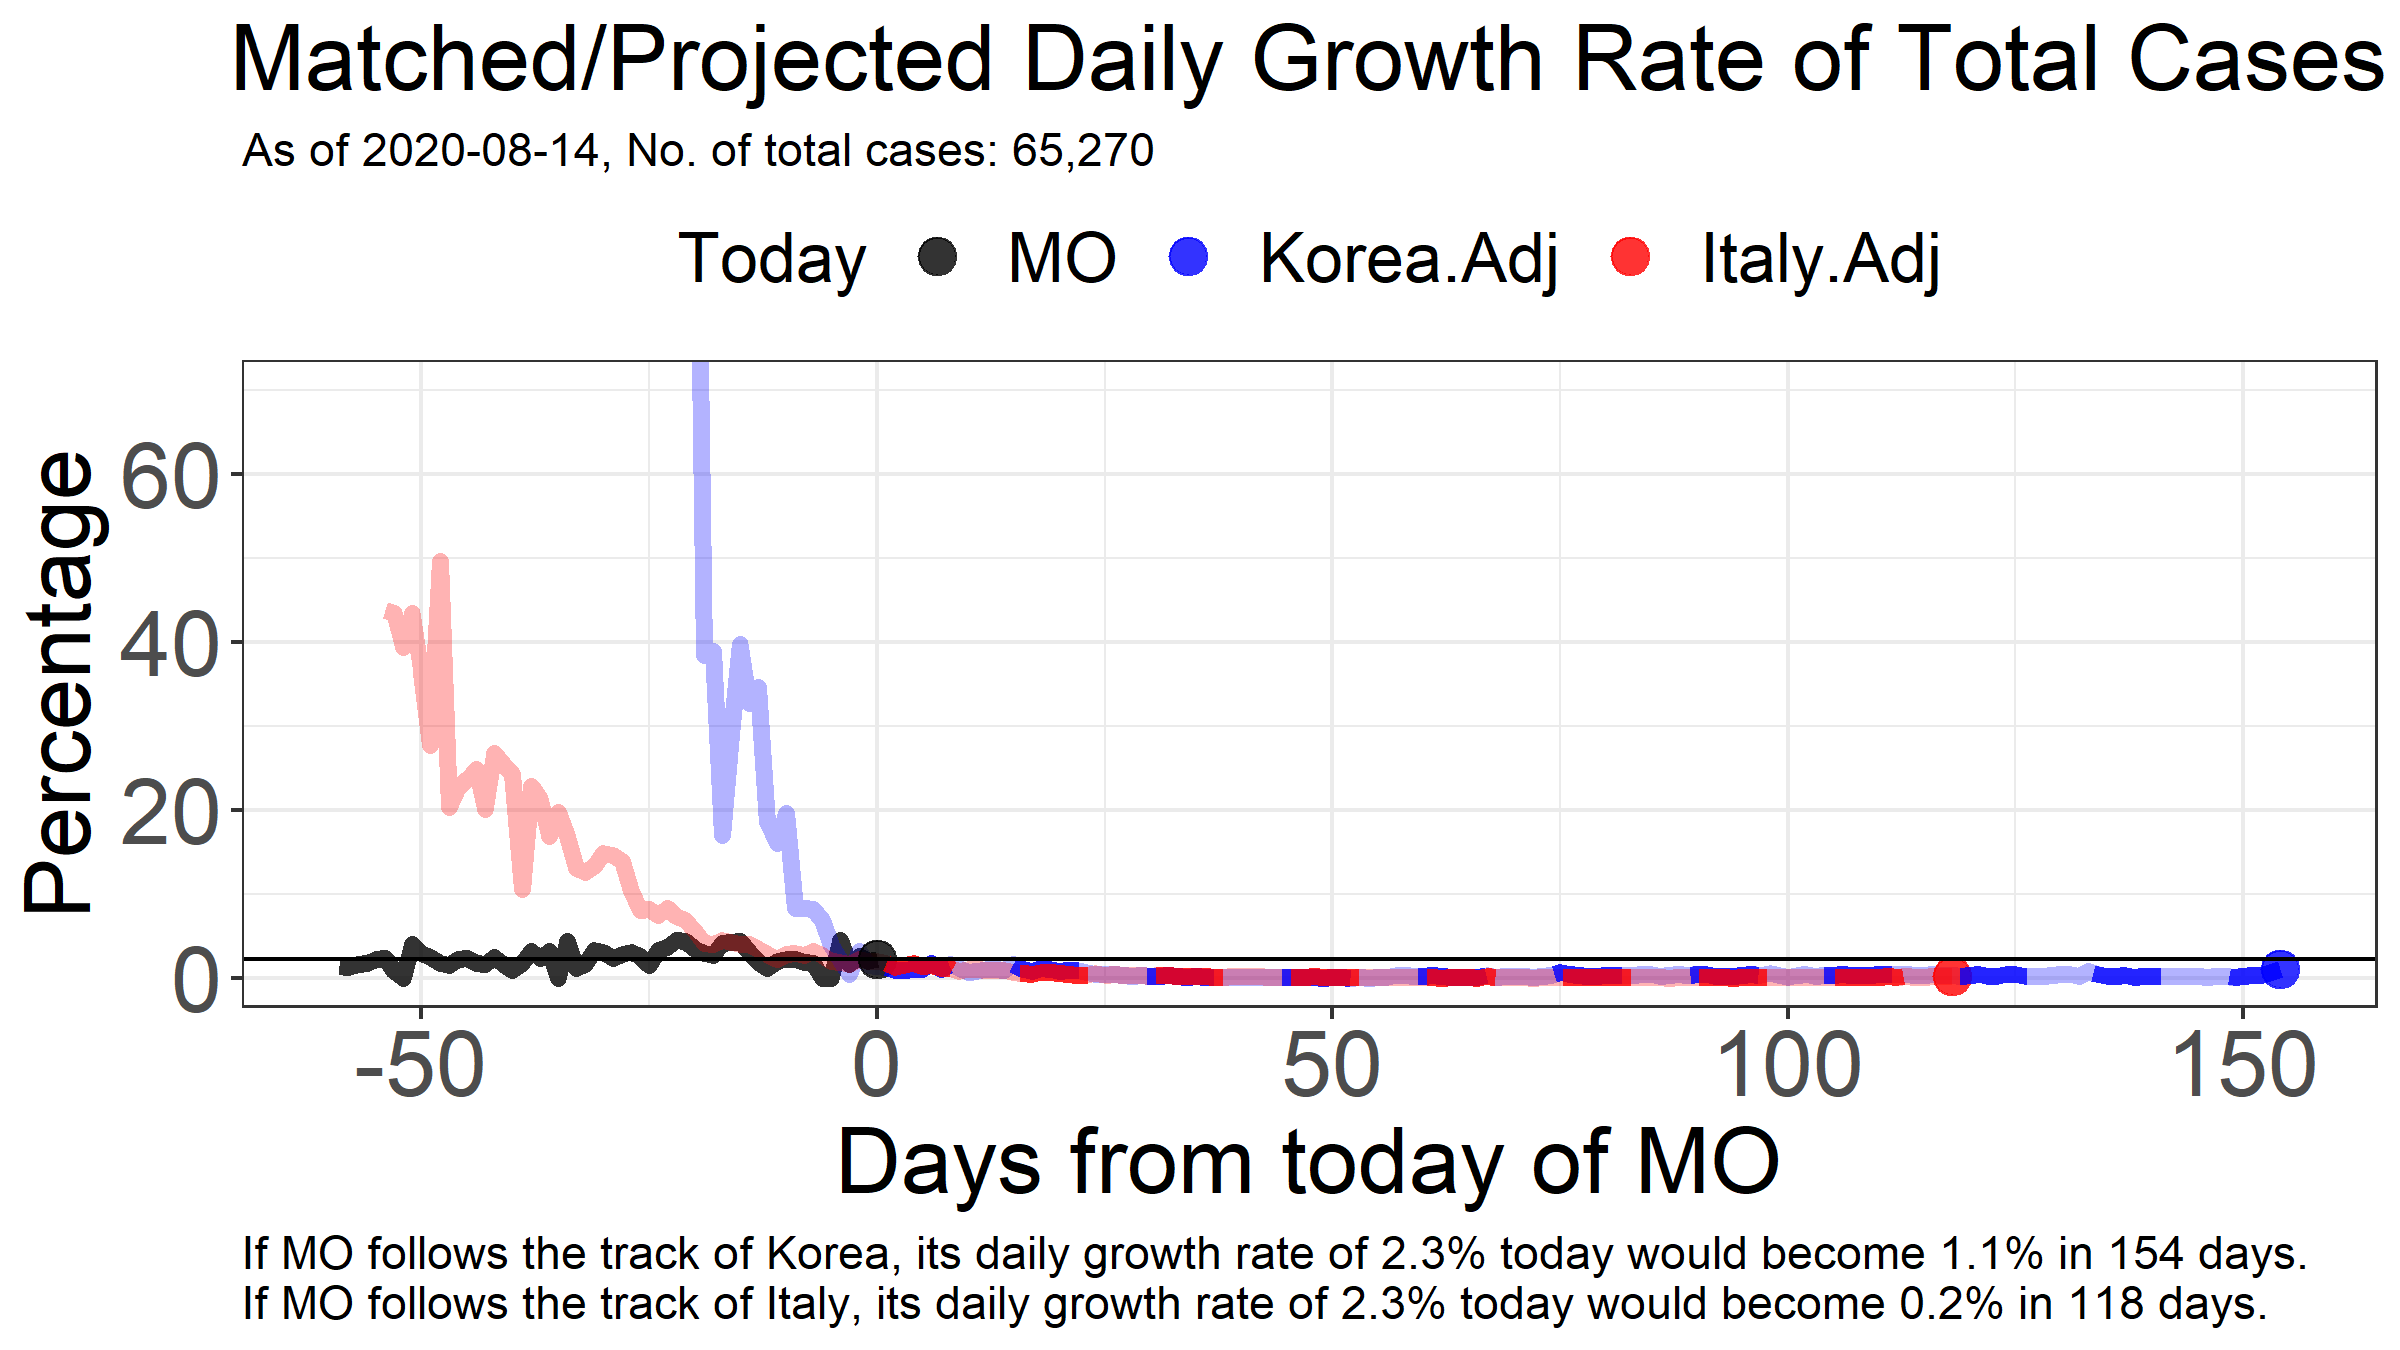 Matched/Projected Daily Growth Rate of Total Cases
As of 2020-08-14, No. of total cases: 65,270
Today MO Korea.Adj Italy.Adj
Percentage
60
40
20
0
-50 0 50 100 150
Days from today of MO
If MO follows the track of Korea, its daily growth rate of 2.3% today would become 1.1% in 154 days.
If MO follows the track of Italy, its daily growth rate of 2.3% today would become 0.2% in 118 days.